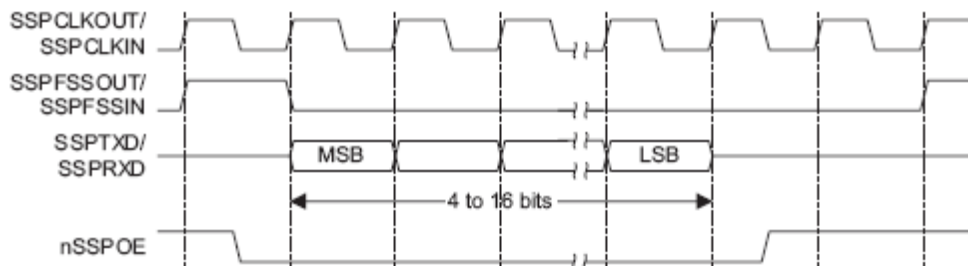 SSPCLKOUT/
SSPCLKIN
SSPFSSOUT/
SSPFSSIN
SSPTXD/
SSPRXD
MSB
LSB
4 to 16 bits
nSSPOE